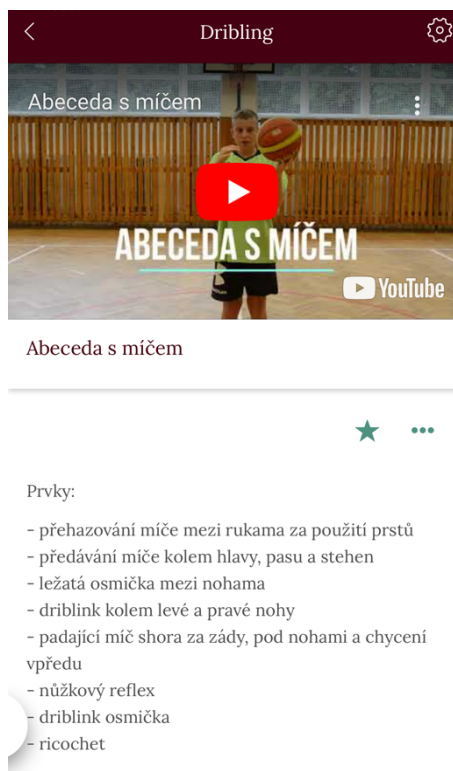 Dribling
Abeceda s míčem
ABECEDA S MÍČEM
YouTube
Abeceda s míčem
Prvky:
- přehazování míče mezi rukama za použití prstů
- předávání míče kolem hlavy, pasu a stehen
- ležatá osmička mezi nohama
- driblink kolem levé a pravé nohy
- padající míč shora za zády, pod nohami a chycení
vpředu
- nůžkový reflex
- driblink osmička
- ricochet